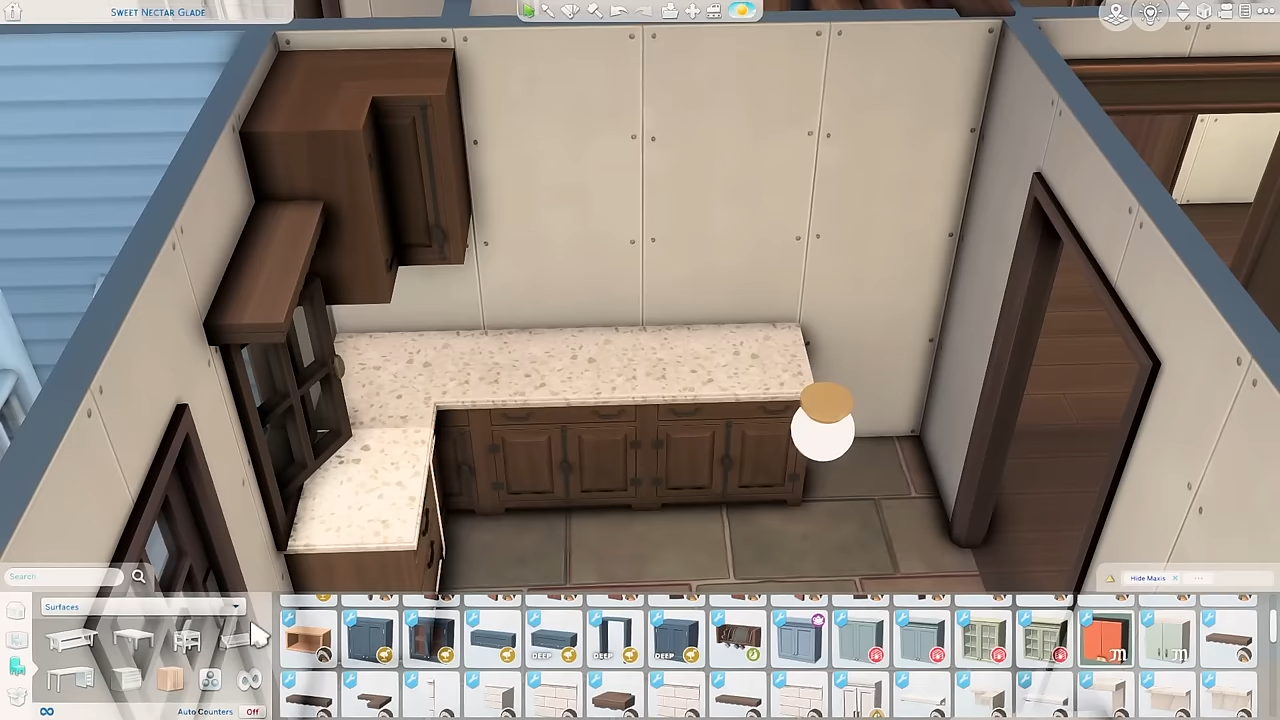 SWEET NECTAR GLADE
Search
Hide Maxis
Surfaces
DEEP
DEEP
DEEP
m
m
Auto Counters
Off